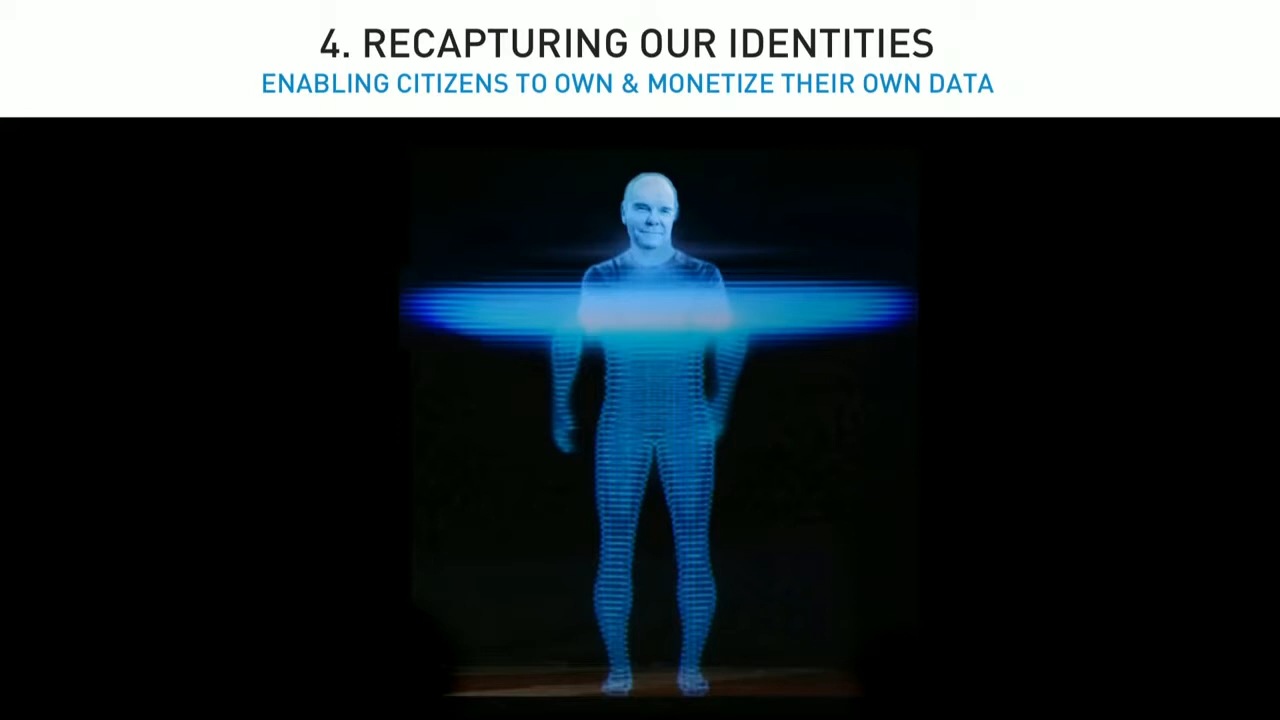 4. RECAPTURING OUR IDENTITIES
ENABLING CITIZENS TO OWN & MONETIZE THEIR OWN DATA